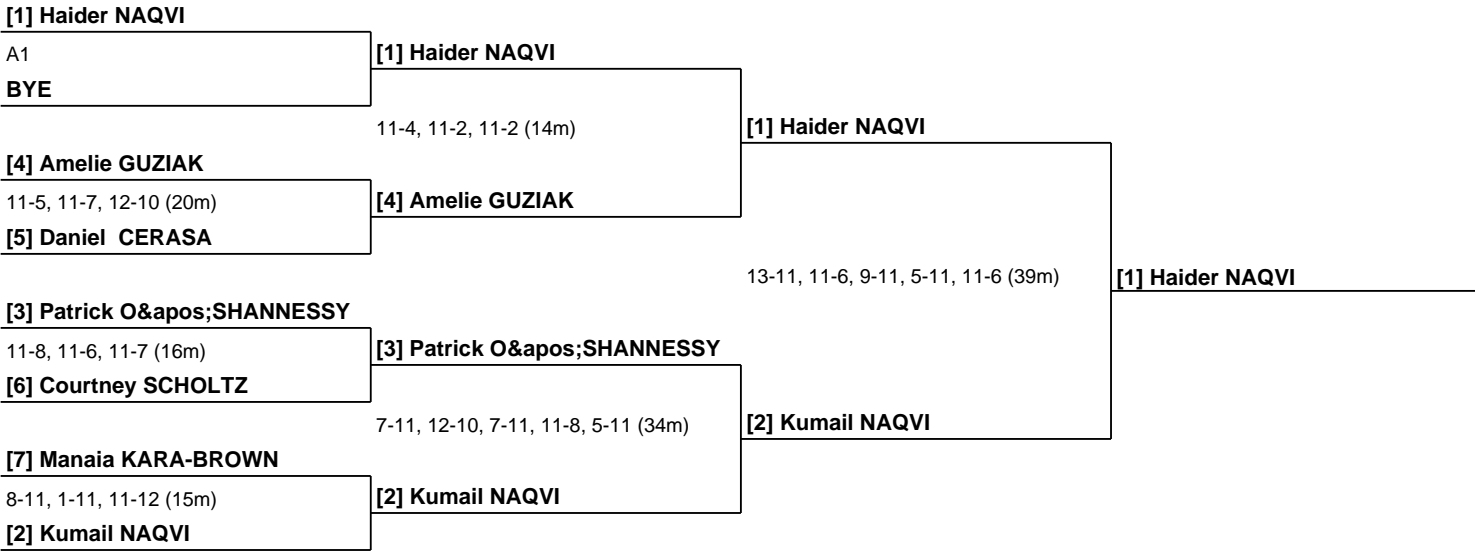 [1] Haider NAQVI
A1
BYE
[1] Haider NAQVI
11-4, 11-2, 11-2 (14m)
[1] Haider NAQVI
[4] Amelie GUZIAK
11-5, 11-7, 12-10 (20m)
[5] Daniel  CERASA
[4] Amelie GUZIAK
13-11, 11-6, 9-11, 5-11, 11-6 (39m)
[1] Haider NAQVI
[3] Patrick O&apos;SHANNESSY
11-8, 11-6, 11-7 (16m)
[6] Courtney SCHOLTZ
[3] Patrick O&apos;SHANNESSY
7-11, 12-10, 7-11, 11-8, 5-11 (34m)
[2] Kumail NAQVI
[7] Manaia KARA-BROWN
8-11, 1-11, 11-12 (15m)
[2] Kumail NAQVI
[2] Kumail NAQVI